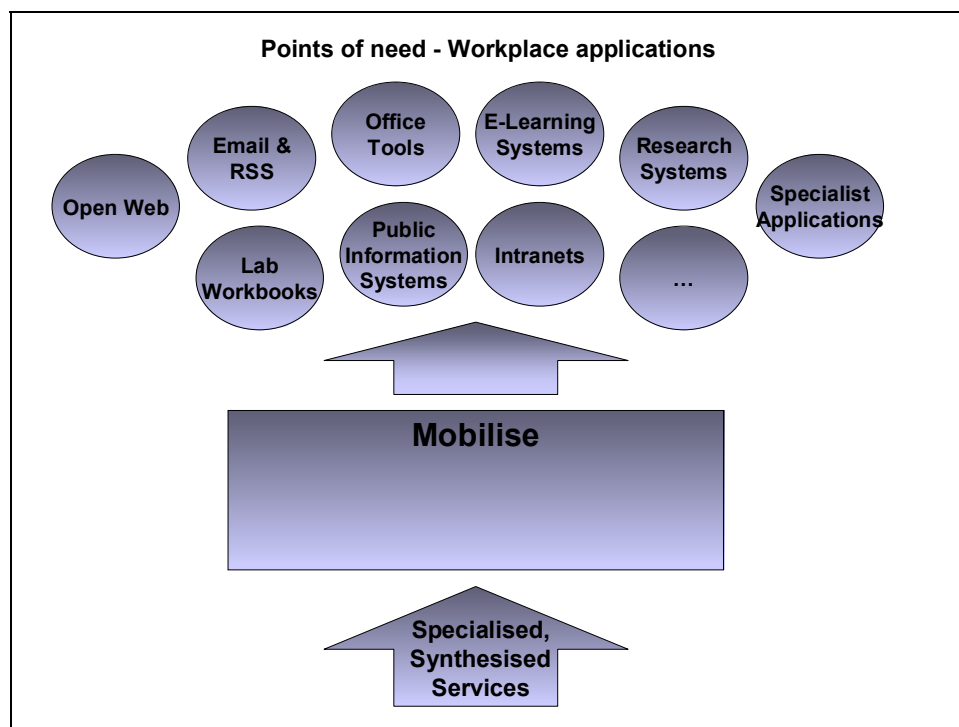 Points of need - Workplace applications
Open Web
Email &
RSS
Office
Tools
E-Learning
Systems
Research
Systems
Specialist
Applications
Lab
Workbooks
Public
Information
Systems
Intranets
...
Mobilise
Specialised,
Synthesised
Services